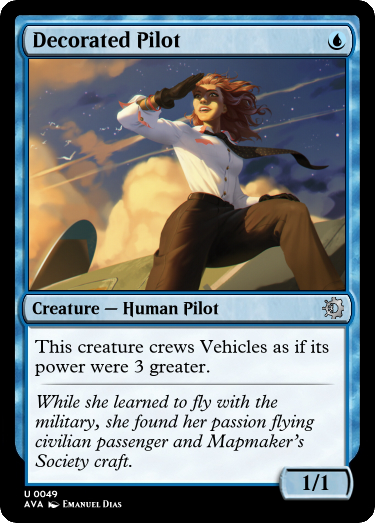 Decorated Pilot
Creature — Human Pilot
This creature crews Vehicles as if its
power were 3 greater.
While she learned to fly with the
military, she found her passion flying
civilian passenger and Mapmaker's
Society craft.
1/1
U 0049
AVA Emanuel Dias